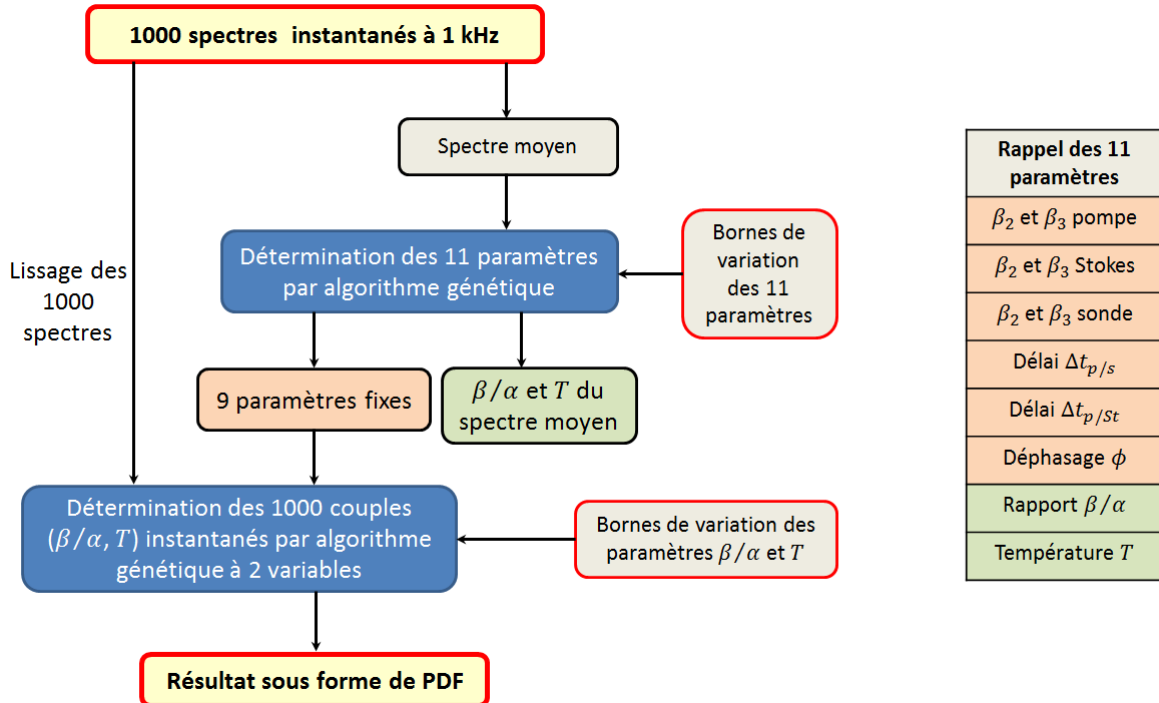 1000 spectres instantanés à 1 kHz
Spectre moyen
Lissage des
1000
spectres
Détermination des 11 paramètres
par algorithme génétique
Bornes de
variation
des 11
paramètres
9 paramètres fixes
β/α et T du
spectre moyen
Détermination des 1000 couples
(β/α, T) instantanés par algorithme
génétique à 2 variables
Bornes de variation des
paramètres β/α et T
Résultat sous forme de PDF
Rappel des 11
paramètres
β₂ et β₃ pompe
β₂ et β₃ Stokes
β₂ et β₃ sonde
Délai Δt_{p/s}
Délai Δt_{p/St}
Déphasage ϕ
Rapport β/α
Température T